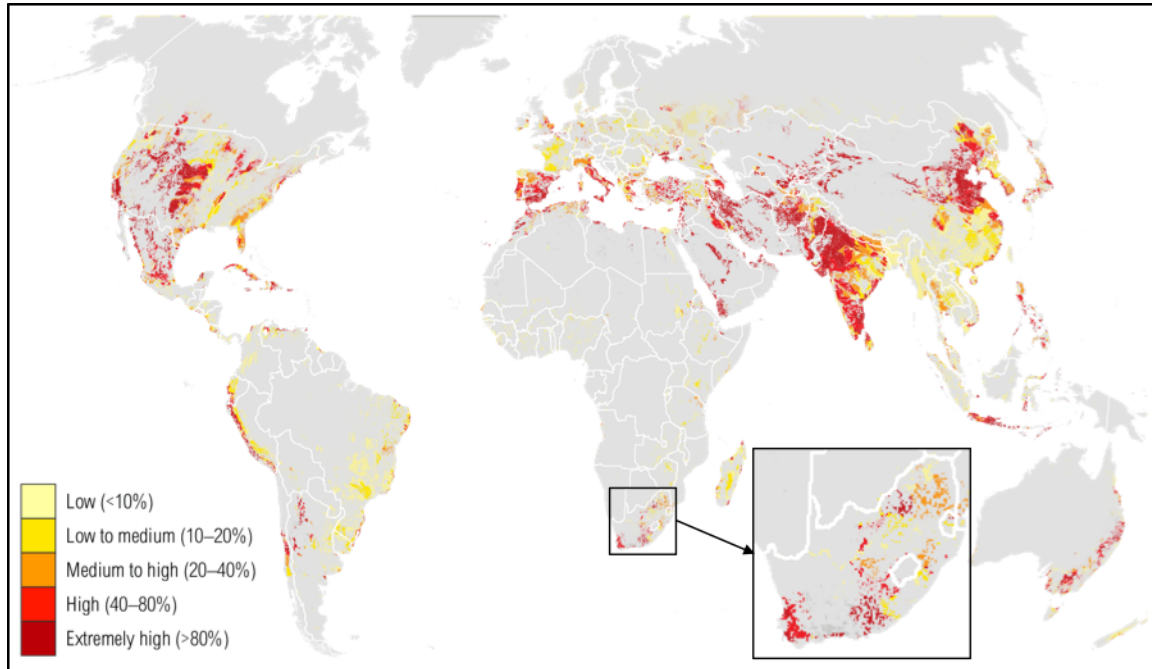 Low (<10%)
Low to medium (10–20%)
Medium to high (20–40%)
High (40–80%)
Extremely high (>80%)